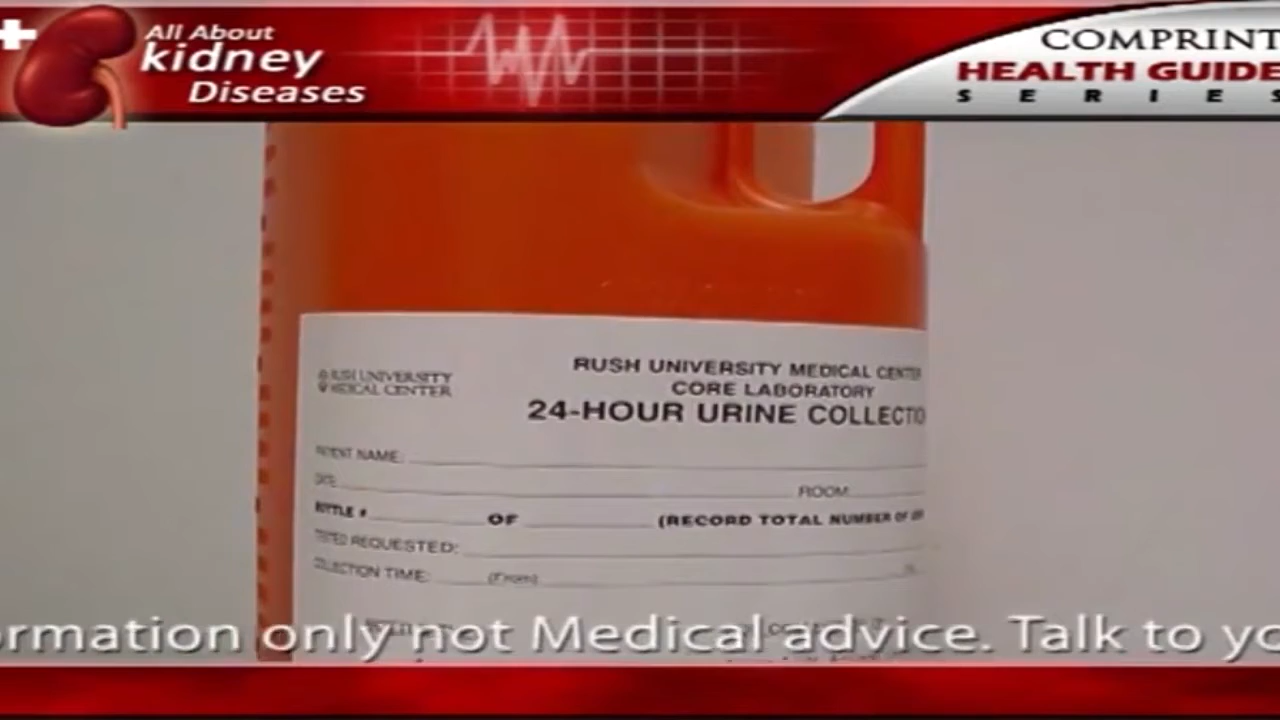 All About
kidney
Diseases
COMPRINT
HEALTH GUIDE
SERIES
RUSH UNIVERSITY
MEDICAL CENTER
RUSH UNIVERSITY MEDICAL CENTER
CORE LABORATORY
24-HOUR URINE COLLECTIO
PATIENT NAME:
DATE ROOM
BOTTLE # OF (RECORD TOTAL NUMBER OF
REQUESTED:
COLLECTION TIME: (From)
ormation only not Medical advice. Talk to yo